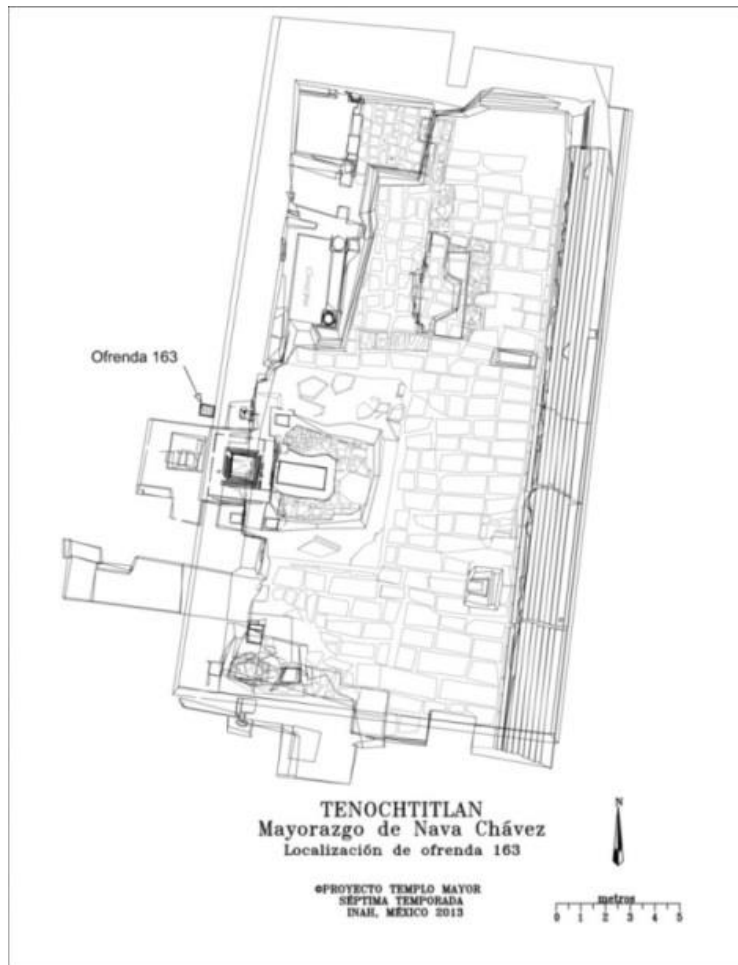 Ofrenda 163
TENOCHTITLAN
Mayorazgo de Nava Chávez
Localización de ofrenda 163
©PROYECTO TEMPLO MAYOR
SÉPTIMA TEMPORADA
INAH, MÉXICO 2013
N
metros
0 1 2 3 4 5